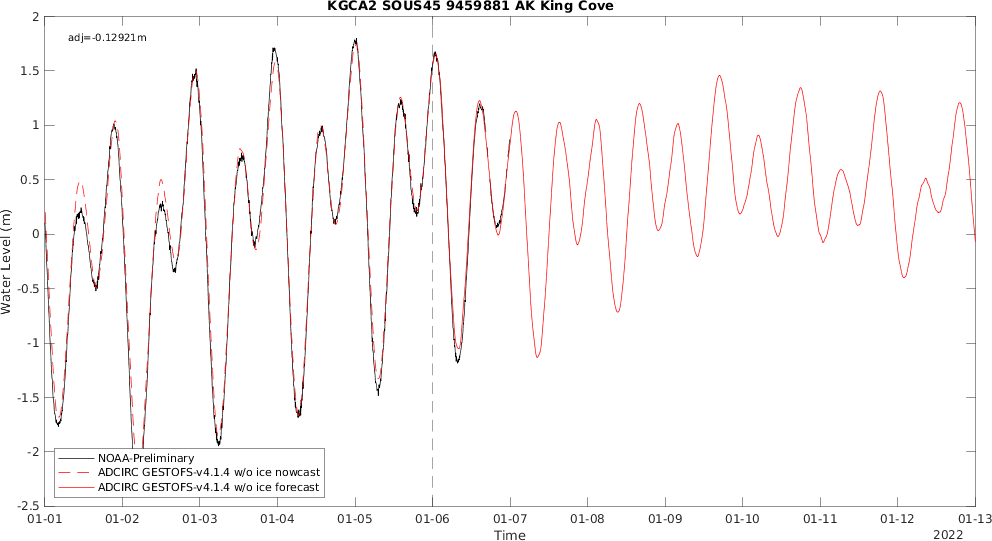 KGCA2 SOUS45 9459881 AK King Cove
adj=-0.12921m
2
1.5
1
0.5
0
-0.5
-1
-1.5
-2
-2.5
Water Level (m)
NOAA-Preliminary
ADCIRC GESTOFS-v4.1.4 w/o ice nowcast
ADCIRC GESTOFS-v4.1.4 w/o ice forecast
01-01 01-02 01-03 01-04 01-05 01-06 01-07 01-08 01-09 01-10 01-11 01-12 01-13
Time
2022